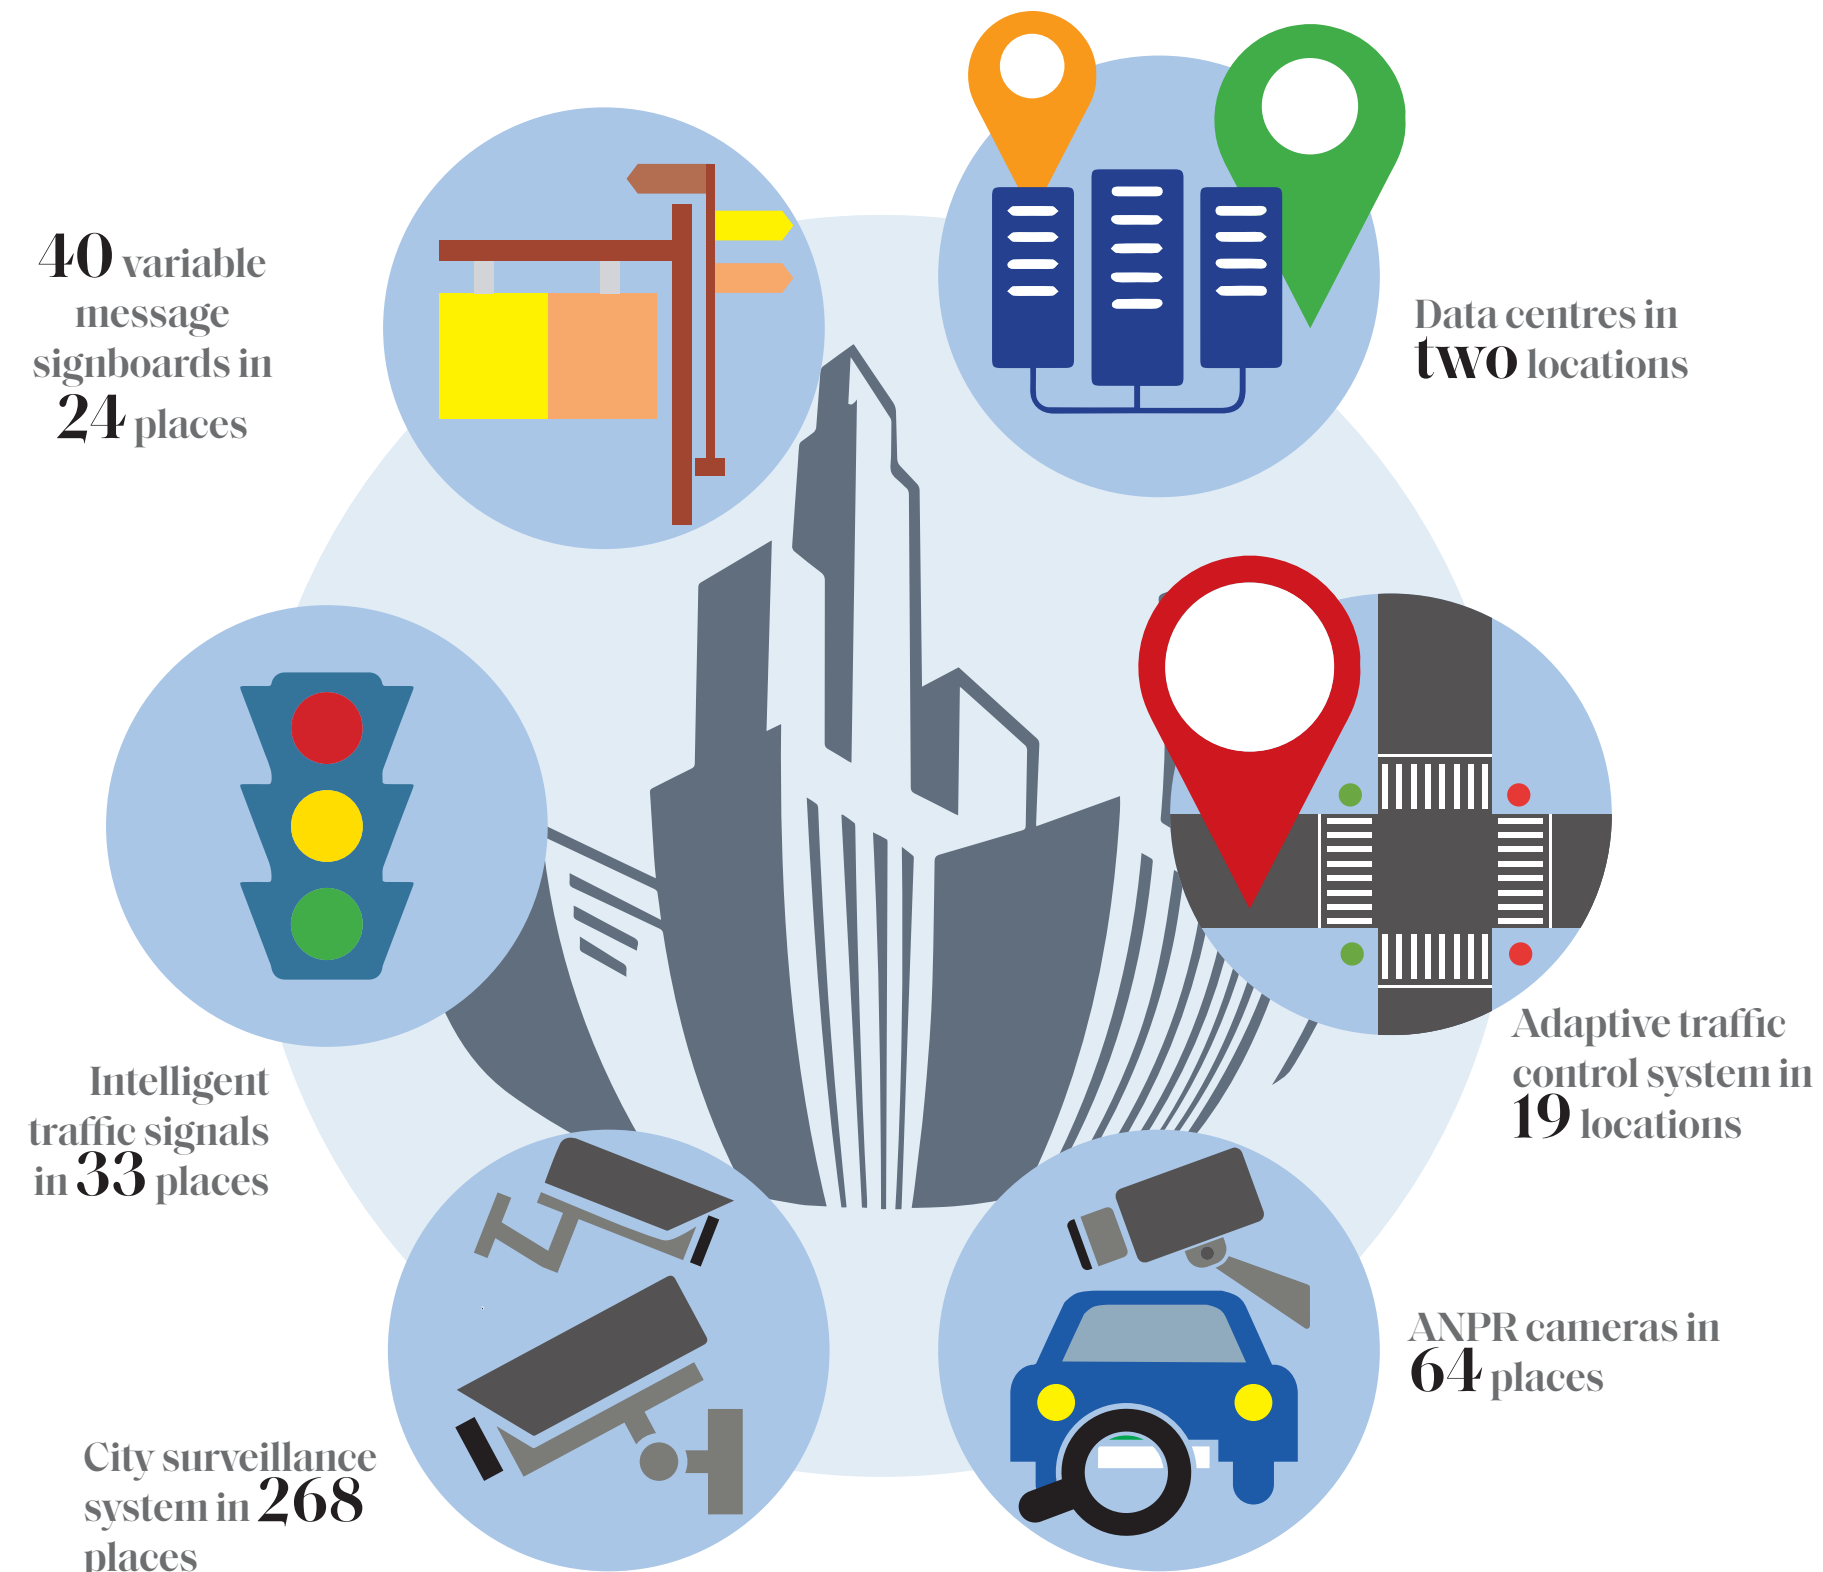 40 variable
message
signboards in
24 places
Data centres in
two locations
Intelligent
traffic signals
in 33 places
Adaptive traffic
control system in
19 locations
City surveillance
system in 268
places
ANPR cameras in
64 places